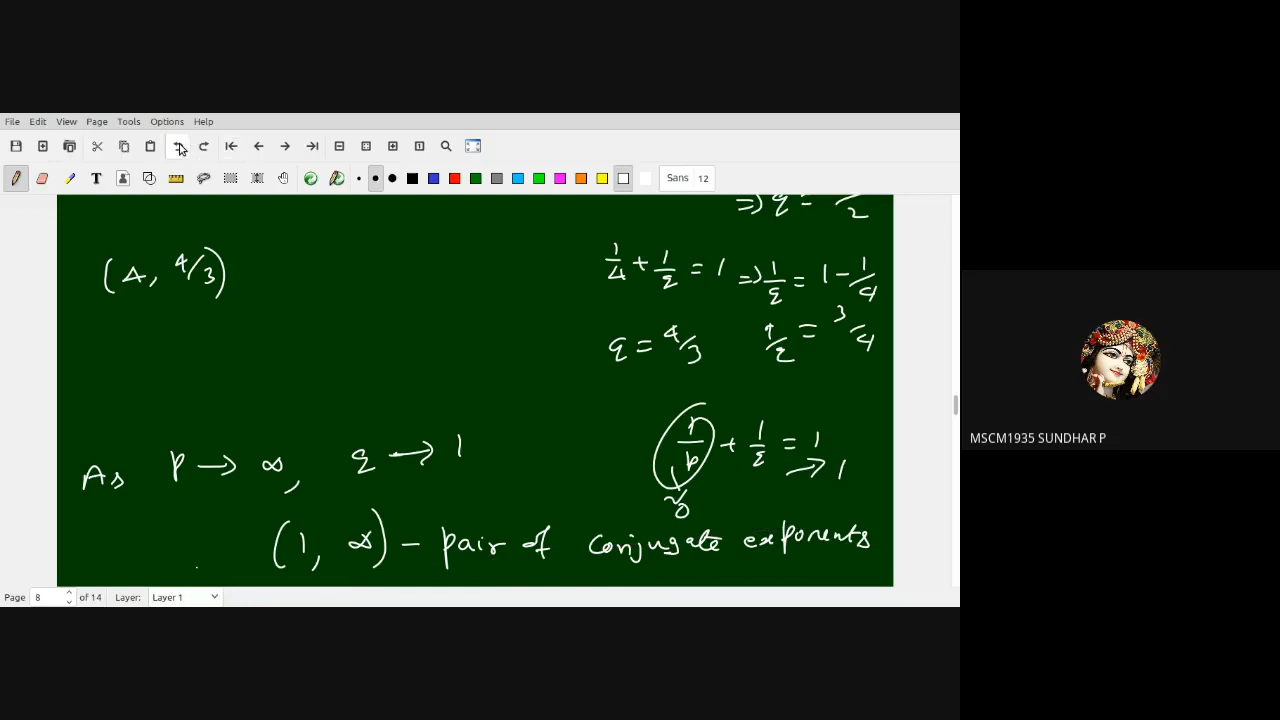 File Edit View Page Tools Options Help
Sans 12
=> q = /2
(4, 4/3)
1/4 + 1/q = 1 => 1/q = 1 - 1/4
q = 4/3 1/q = 3/4
1/p + 1/q = 1
→ 1
~0
As p → ∞, q → 1
(1, ∞) - pair of conjugate exponents
MSCM1935 SUNDHAR P
Page 8 of 14 Layer: Layer 1